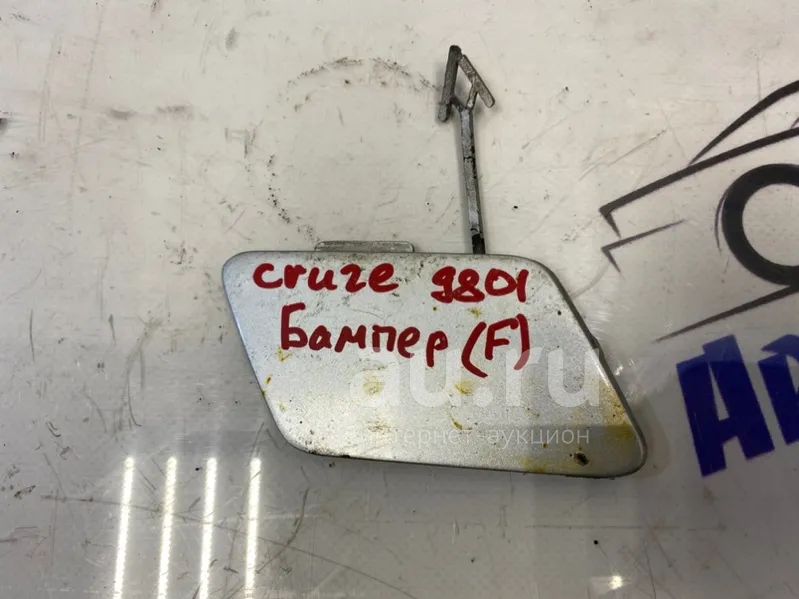 cruze 9801
Бампер (F)
au.ru
интернет-аукцион